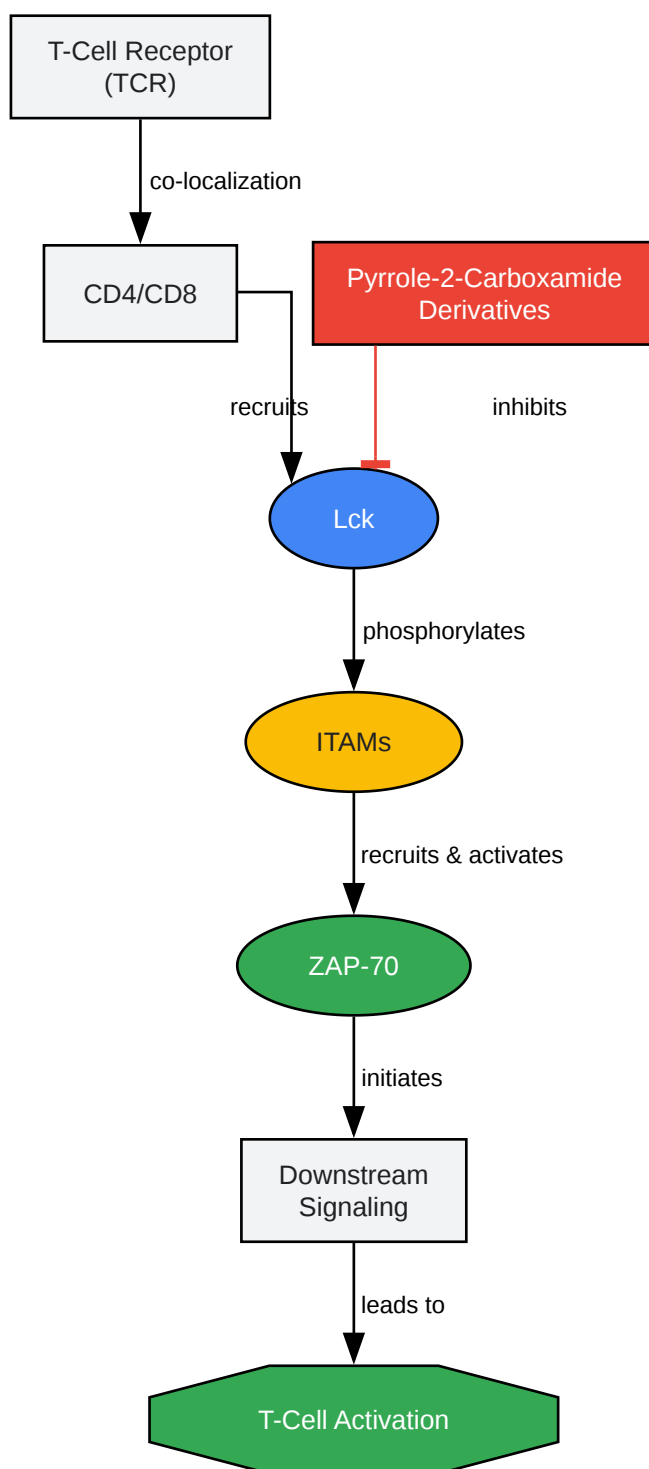 T-Cell Receptor
(TCR)
co-localization
CD4/CD8
Pyrrole-2-Carboxamide
Derivatives
recruits
inhibits
Lck
phosphorylates
ITAMs
recruits & activates
ZAP-70
initiates
Downstream
Signaling
leads to
T-Cell Activation